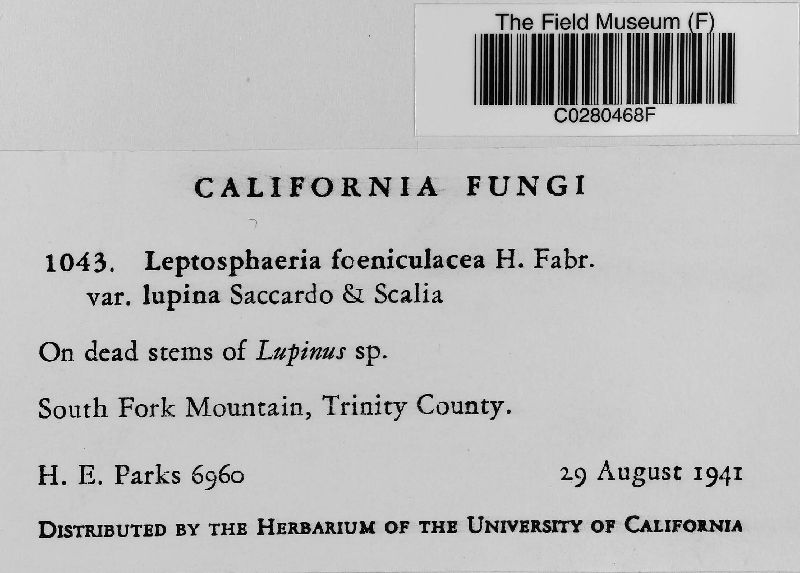 The Field Museum (F)
C0280468F
CALIFORNIA FUNGI
1043. Leptosphaeria foeniculacea H. Fabr.
var. lupina Saccardo & Scalia
On dead stems of Lupinus sp.
South Fork Mountain, Trinity County.
H. E. Parks 6960 29 August 1941
DISTRIBUTED BY THE HERBARIUM OF THE UNIVERSITY OF CALIFORNIA